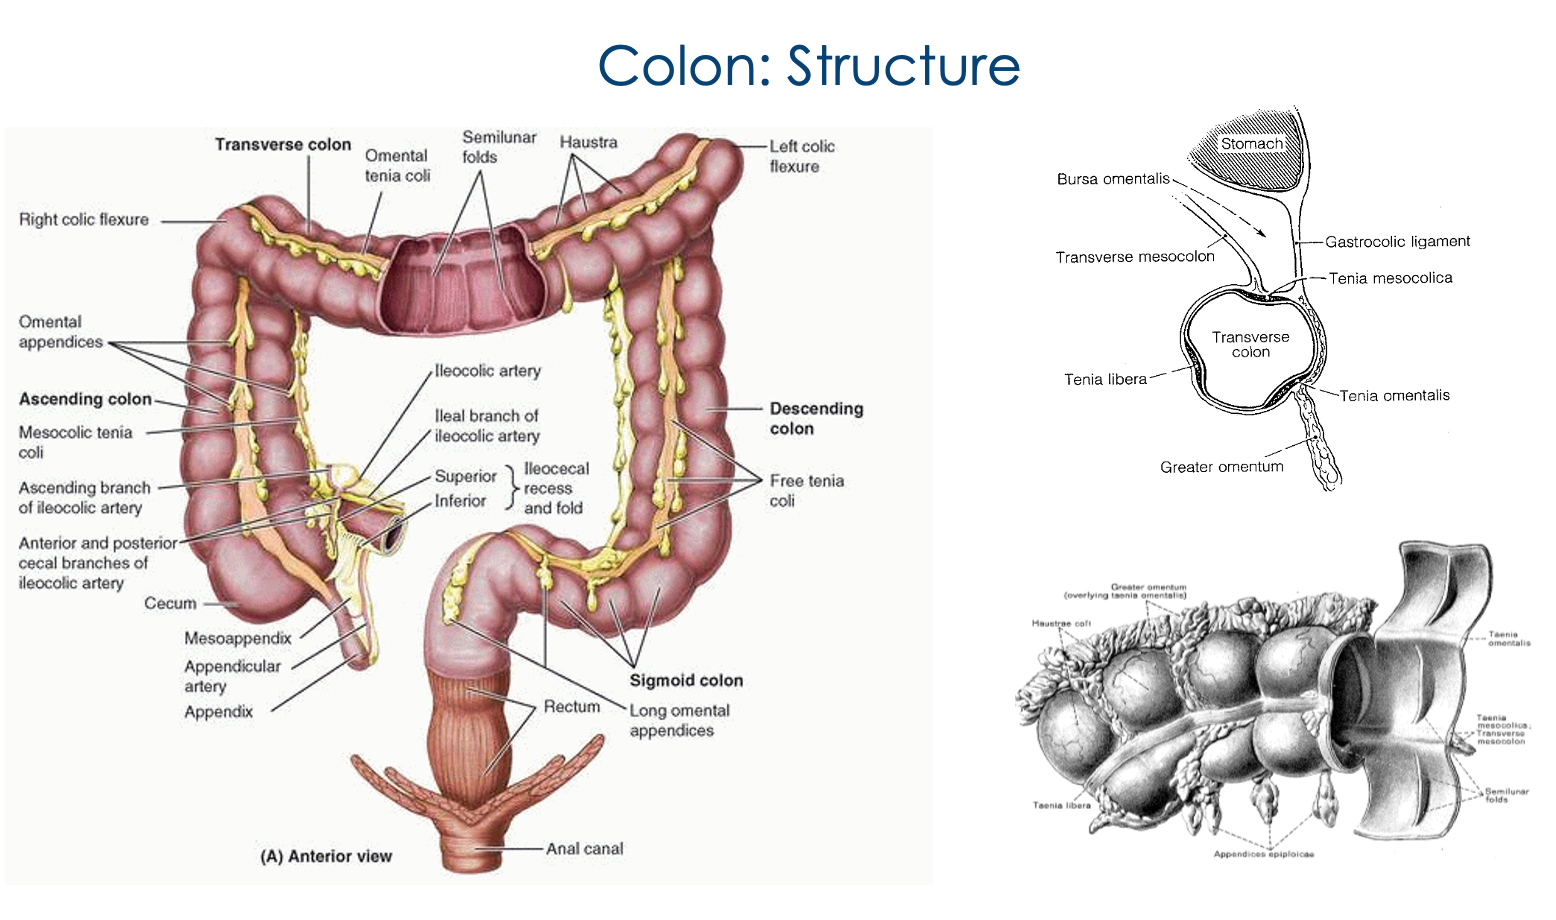 Colon: Structure
Transverse colon
Omental
tenia coli
Semilunar
folds
Haustra
Left colic
flexure
Right colic flexure
Omental
appendices
Ascending colon
Mesocolic tenia
coli
Ascending branch
of ileocolic artery
Anterior and posterior
cecal branches of
ileocolic artery
Cecum
Mesoappendix
Appendicular
artery
Appendix
Ileocolic artery
Ileal branch of
ileocolic artery
Superior
Inferior
Ileocecal
recess
and fold
Descending
colon
Free tenia
coli
Sigmoid colon
Long omental
appendices
Rectum
Anal canal
(A) Anterior view
Stomach
Bursa omentalis
Transverse mesocolon
Gastrocolic ligament
Tenia mesocolica
Transverse
colon
Tenia libera
Tenia omentalis
Greater omentum
Greater omentum
(overlying taenia omentalis)
Haustrae coli
Taenia
omentalis
Taenia
mesocolica;
Transverse
mesocolon
Semilunar
folds
Taenia libera
Appendices epiploicae